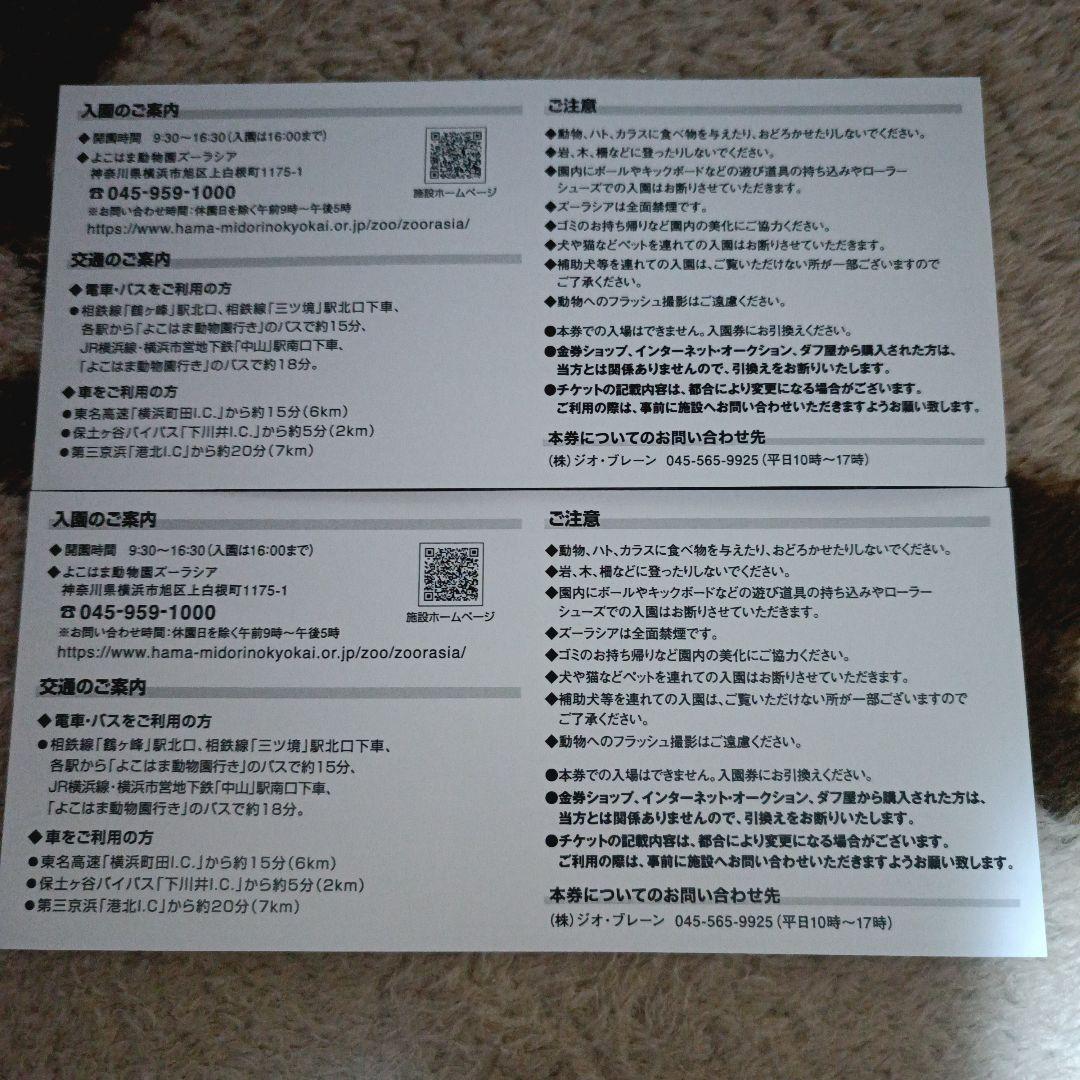 入園のご案内
◆開園時間 9:30〜16:30(入園は16:00まで)
◆よこはま動物園ズーラシア
神奈川県横浜市旭区上白根町1175-1
☎045-959-1000
※お問い合わせ時間:休園日を除く午前9時〜午後5時
https://www.hama-midorinokyokai.or.jp/zoo/zoorasia/
施設ホームページ
交通のご案内
◆電車・バスをご利用の方
●相鉄線「鶴ヶ峰」駅北口、相鉄線「三ツ境」駅北口下車、
各駅から「よこはま動物園行き」のバスで約15分、
JR横浜線・横浜市営地下鉄「中山」駅南口下車、
「よこはま動物園行き」のバスで約18分。
◆車をご利用の方
●東名高速「横浜町田I.C.」から約15分(6km)
●保土ヶ谷バイパス「下川井I.C.」から約5分(2km)
●第三京浜「港北I.C」から約20分(7km)
ご注意
◆動物、ハト、カラスに食べ物を与えたり、おどろかせたりしないでください。
◆岩、木、柵などに登ったりしないでください。
◆園内にボールやキックボードなどの遊び道具の持ち込みやローラー
シューズでの入園はお断りさせていただきます。
◆ズーラシアは全面禁煙です。
◆ゴミのお持ち帰りなど園内の美化にご協力ください。
◆犬や猫などペットを連れての入園はお断りさせていただきます。
◆補助犬等を連れての入園は、ご覧いただけない所が一部ございますので
ご了承ください。
◆動物へのフラッシュ撮影はご遠慮ください。
●本券での入場はできません。入園券にお引換えください。
●金券ショップ、インターネット・オークション、ダフ屋から購入された方は、
当方とは関係ありませんので、引換えをお断りいたします。
●チケットの記載内容は、都合により変更になる場合がございます。
ご利用の際は、事前に施設へお問い合わせいただきますようお願い致します。
本券についてのお問い合わせ先
(株)ジオ・ブレーン 045-565-9925(平日10時〜17時)
入園のご案内
◆開園時間 9:30〜16:30(入園は16:00まで)
◆よこはま動物園ズーラシア
神奈川県横浜市旭区上白根町1175-1
☎045-959-1000
※お問い合わせ時間:休園日を除く午前9時〜午後5時
https://www.hama-midorinokyokai.or.jp/zoo/zoorasia/
施設ホームページ
交通のご案内
◆電車・バスをご利用の方
●相鉄線「鶴ヶ峰」駅北口、相鉄線「三ツ境」駅北口下車、
各駅から「よこはま動物園行き」のバスで約15分、
JR横浜線・横浜市営地下鉄「中山」駅南口下車、
「よこはま動物園行き」のバスで約18分。
◆車をご利用の方
●東名高速「横浜町田I.C.」から約15分(6km)
●保土ヶ谷バイパス「下川井I.C.」から約5分(2km)
●第三京浜「港北I.C」から約20分(7km)
ご注意
◆動物、ハト、カラスに食べ物を与えたり、おどろかせたりしないでください。
◆岩、木、柵などに登ったりしないでください。
◆園内にボールやキックボードなどの遊び道具の持ち込みやローラー
シューズでの入園はお断りさせていただきます。
◆ズーラシアは全面禁煙です。
◆ゴミのお持ち帰りなど園内の美化にご協力ください。
◆犬や猫などペットを連れての入園はお断りさせていただきます。
◆補助犬等を連れての入園は、ご覧いただけない所が一部ございますので
ご了承ください。
◆動物へのフラッシュ撮影はご遠慮ください。
●本券での入場はできません。入園券にお引換えください。
●金券ショップ、インターネット・オークション、ダフ屋から購入された方は、
当方とは関係ありませんので、引換えをお断りいたします。
●チケットの記載内容は、都合により変更になる場合がございます。
ご利用の際は、事前に施設へお問い合わせいただきますようお願い致します。
本券についてのお問い合わせ先
(株)ジオ・ブレーン 045-565-9925(平日10時〜17時)